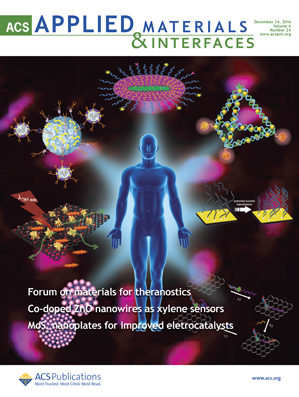 December 24, 2014
Volume 6
Number 24
www.acsami.org
ACS APPLIED MATERIALS
& INTERFACES
Forum on materials for theranostics
Co-doped ZnO nanowires as xylene sensors
MoS₂ nanoplates for improved eletrocatalysts
ACS Publications
Most Trusted. Most Cited. Most Read.
www.acs.org